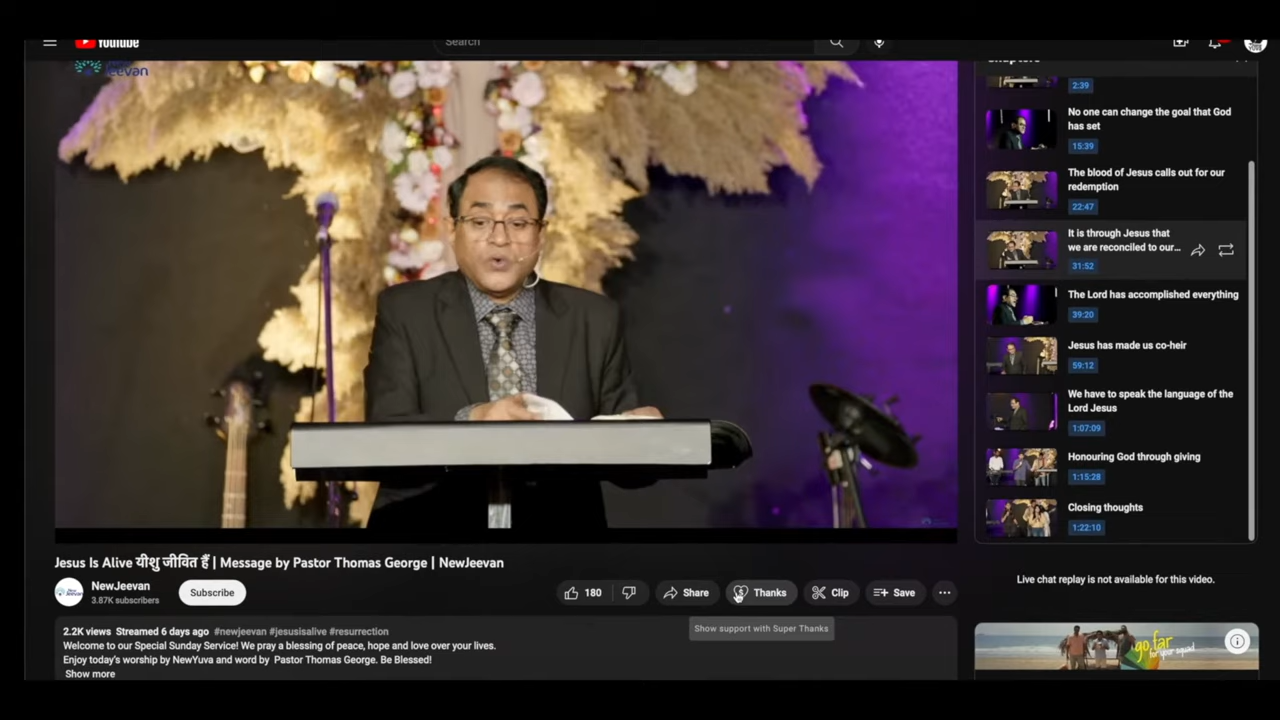 YouTube
Search
Jeevan
2:39
No one can change the goal that God
has set
15:39
The blood of Jesus calls out for our
redemption
22:47
It is through Jesus that
we are reconciled to our...
31:52
The Lord has accomplished everything
39:20
Jesus has made us co-heir
59:12
We have to speak the language of the
Lord Jesus
1:07:09
Honouring God through giving
1:15:28
Closing thoughts
1:22:10
Jesus Is Alive यीशु जीवित हैं | Message by Pastor Thomas George | NewJeevan
NewJeevan
3.87K subscribers
Subscribe
180
Share
Thanks
Clip
Save
Show support with Super Thanks
2.2K views Streamed 6 days ago #newjeevan #jesusisalive #resurrection
Welcome to our Special Sunday Service! We pray a blessing of peace, hope and love over your lives.
Enjoy today's worship by NewYuva and word by Pastor Thomas George. Be Blessed!
Show more
Live chat replay is not available for this video.
go far
for your squad